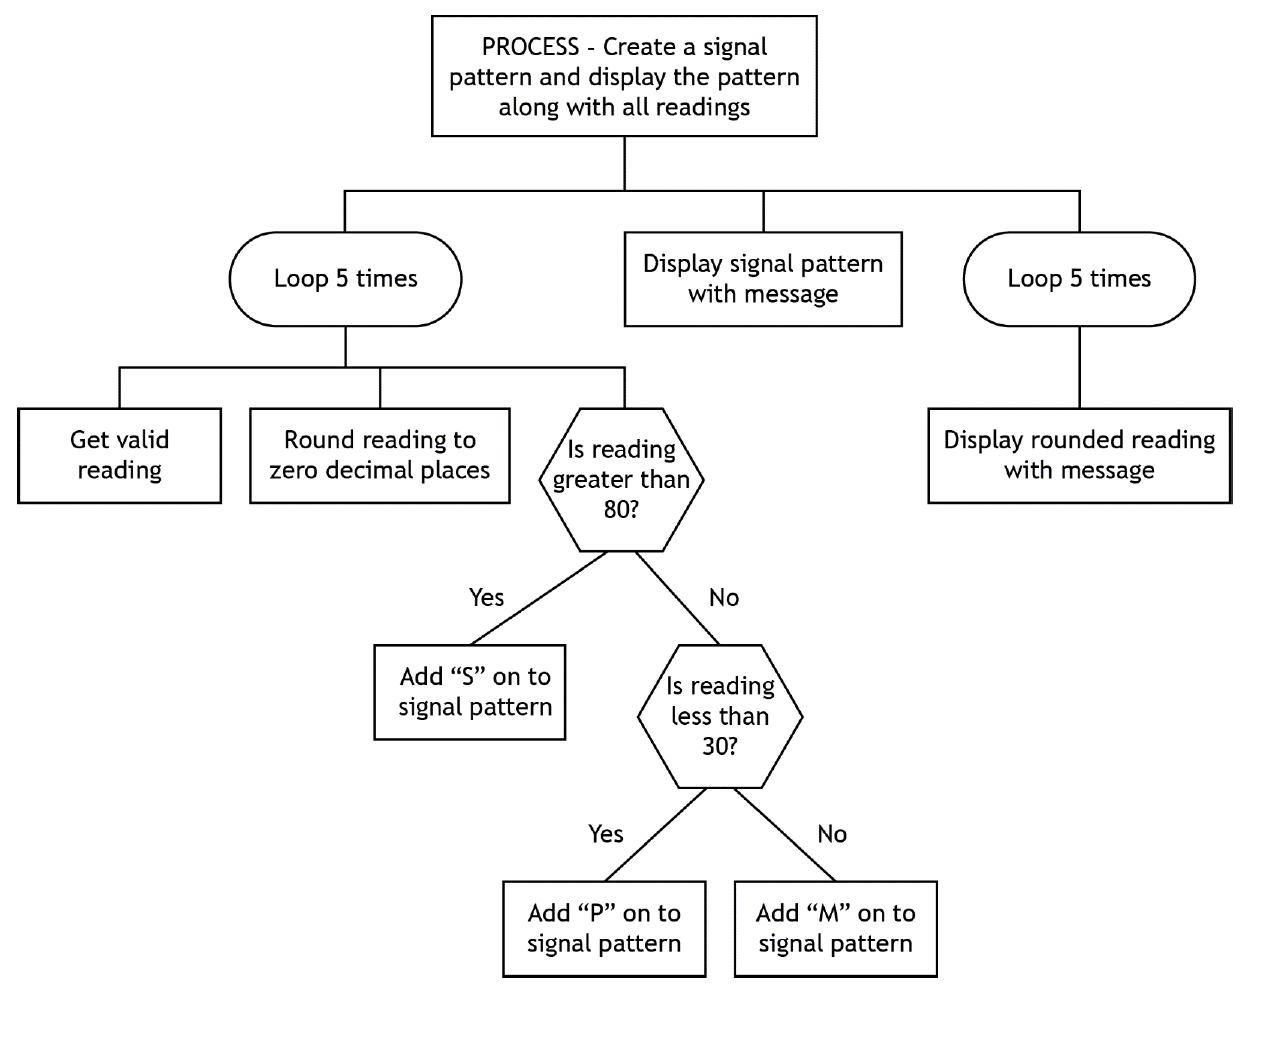 PROCESS - Create a signal
pattern and display the pattern
along with all readings
Loop 5 times
Display signal pattern
with message
Loop 5 times
Get valid
reading
Round reading to
zero decimal places
Is reading
greater than
80?
Display rounded reading
with message
Yes
No
Add “S” on to
signal pattern
Is reading
less than
30?
Yes
No
Add “P” on to
signal pattern
Add “M” on to
signal pattern